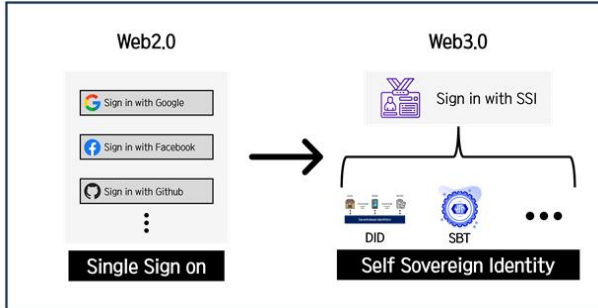 Web2.0
Sign in with Google
Sign in with Facebook
Sign in with Github
Single Sign on
Web3.0
Sign in with SSI
DID
SBT
Self Sovereign Identity